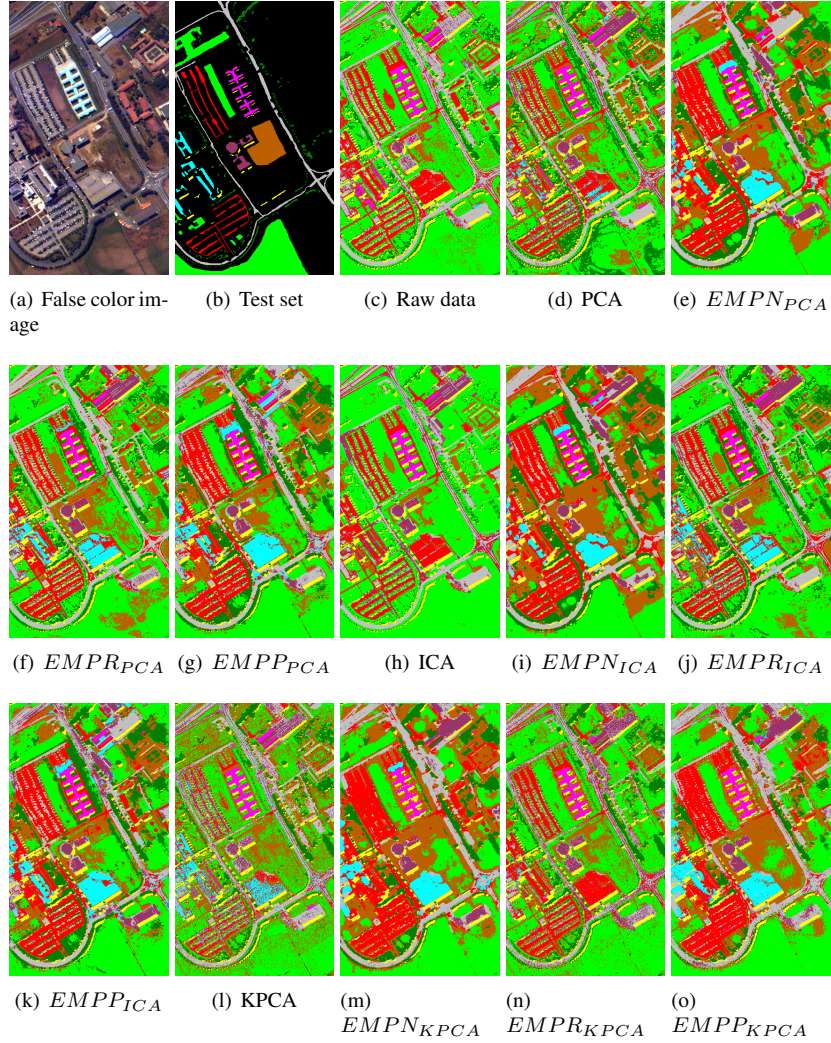 (a) False color im-
age
(b) Test set
(c) Raw data
(d) PCA
(e) EMPN_PCA
(f) EMPR_PCA
(g) EMPP_PCA
(h) ICA
(i) EMPN_ICA
(j) EMPR_ICA
(k) EMPP_ICA
(l) KPCA
(m)
EMPN_KPCA
(n)
EMPR_KPCA
(o)
EMPP_KPCA